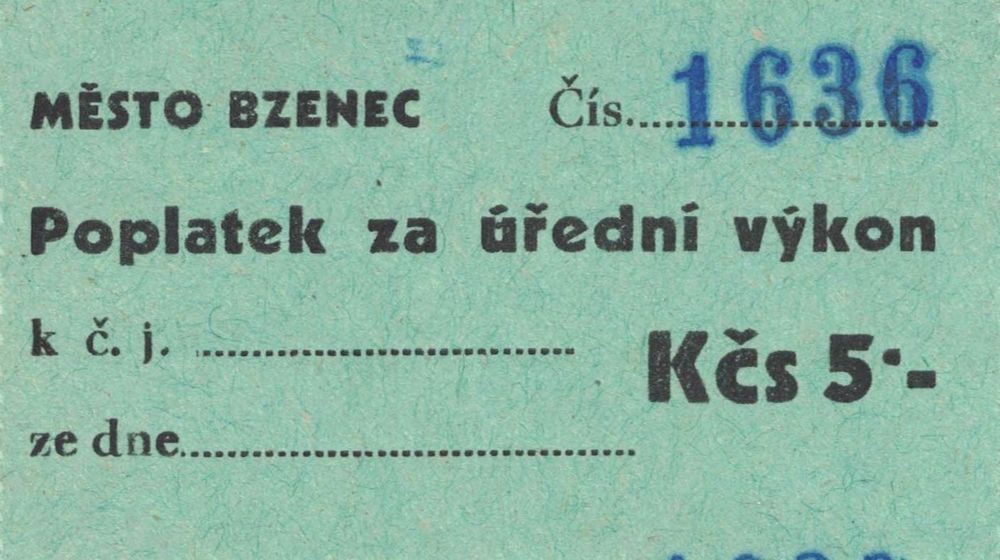 MĚSTO BZENEC Čís. 1636
Poplatek za úřední výkon
k č. j. ........................................ Kčs 5·-
ze dne................................................